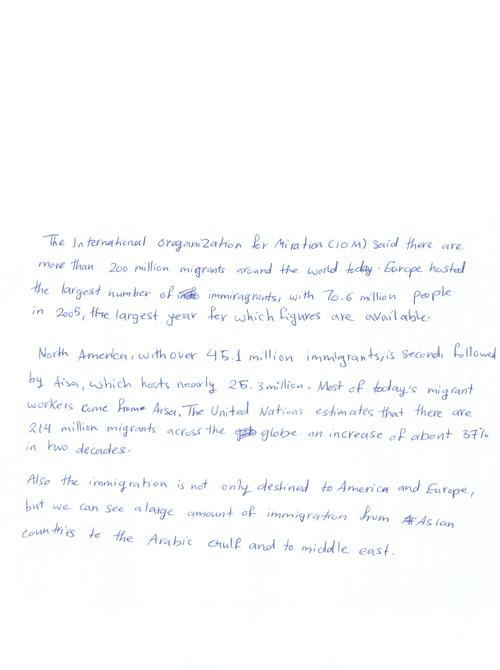 The International Oraganization for Miration (IOM) said there are
more than 200 million migrants around the world today. Europe hosted
the largest number of immiragrants, with 70.6 million people
in 2005, the largest year for which figures are available.
North America, with over 45.1 million immigrants, is second, followed
by Aisa, which hosts nearly 25.3 million. Most of today's migrant
workers come frome Aisa. The United Nations estimates that there are
214 million migrants across the globe an increase of about 37%
in two decades.
Also the immigration is not only destined to America and Europe,
but we can see a large amount of immigration from Asian
countries to the Arabic Gulf and to middle east.